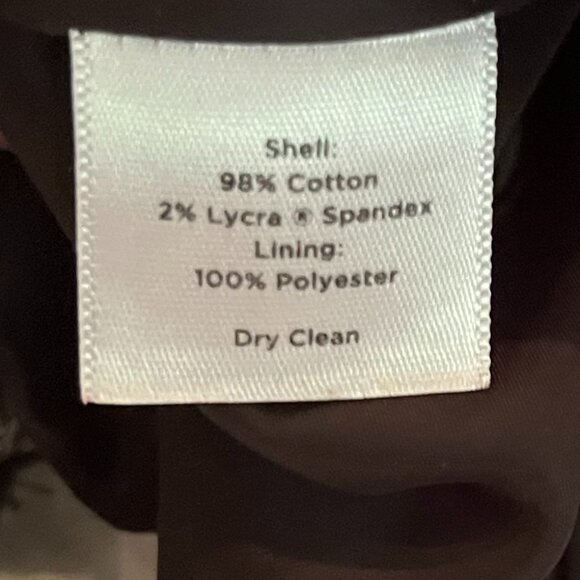 Shell:
98% Cotton
2% Lycra ® Spandex
Lining:
100% Polyester
Dry Clean